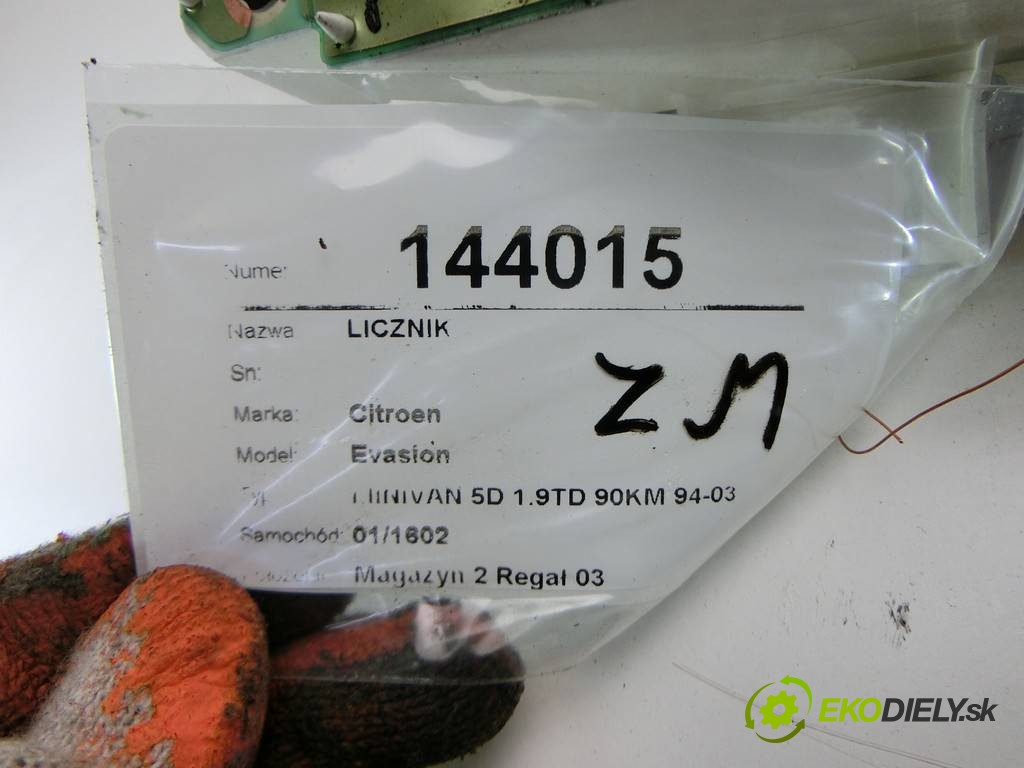 Numer 144015
Nazwa LICZNIK
Sn:
Marka: Citroen
Model: Evasion
Typ MINIVAN 5D 1.9TD 90KM 94-03
Samochód: 01/1602
Magazyn 2 Regał 03
ZM
EKODIELY.sk